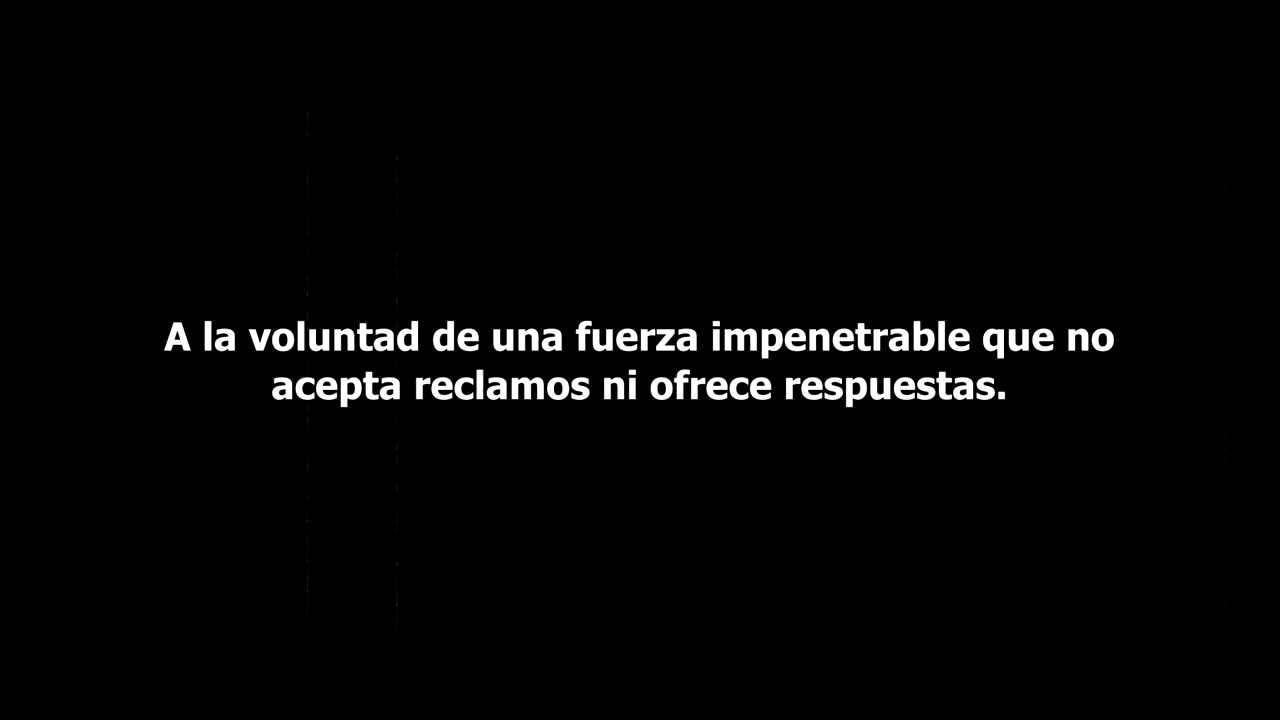 A la voluntad de una fuerza impenetrable que no
acepta reclamos ni ofrece respuestas.